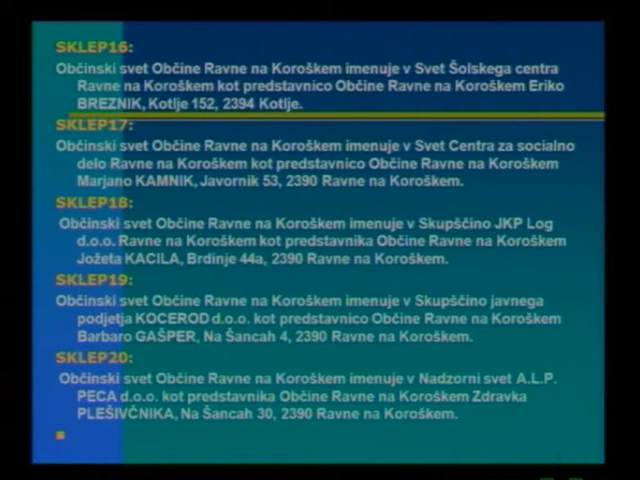 SKLEP16:
Občinski svet Občine Ravne na Koroškem imenuje v Svet Šolskega centra
Ravne na Koroškem kot predstavnico Občine Ravne na Koroškem Eriko
BREZNIK, Kotlje 152, 2394 Kotlje.
SKLEP17:
Občinski svet Občine Ravne na Koroškem imenuje v Svet Centra za socialno
delo Ravne na Koroškem kot predstavnico Občine Ravne na Koroškem
Marjano KAMNIK, Javornik 53, 2390 Ravne na Koroškem.
SKLEP18:
Občinski svet Občine Ravne na Koroškem imenuje v Skupščino JKP Log
d.o.o. Ravne na Koroškem kot predstavnika Občine Ravne na Koroškem
Jožeta KACILA, Brdinje 44a, 2390 Ravne na Koroškem.
SKLEP19:
Občinski svet Občine Ravne na Koroškem imenuje v Skupščino javnega
podjetja KOCEROD d.o.o. kot predstavnico Občine Ravne na Koroškem
Barbaro GAŠPER, Na Šancah 4, 2390 Ravne na Koroškem.
SKLEP20:
Občinski svet Občine Ravne na Koroškem imenuje v Nadzorni svet A.L.P.
PECA d.o.o. kot predstavnika Občine Ravne na Koroškem Zdravka
PLEŠIVČNIKA, Na Šancah 30, 2390 Ravne na Koroškem.